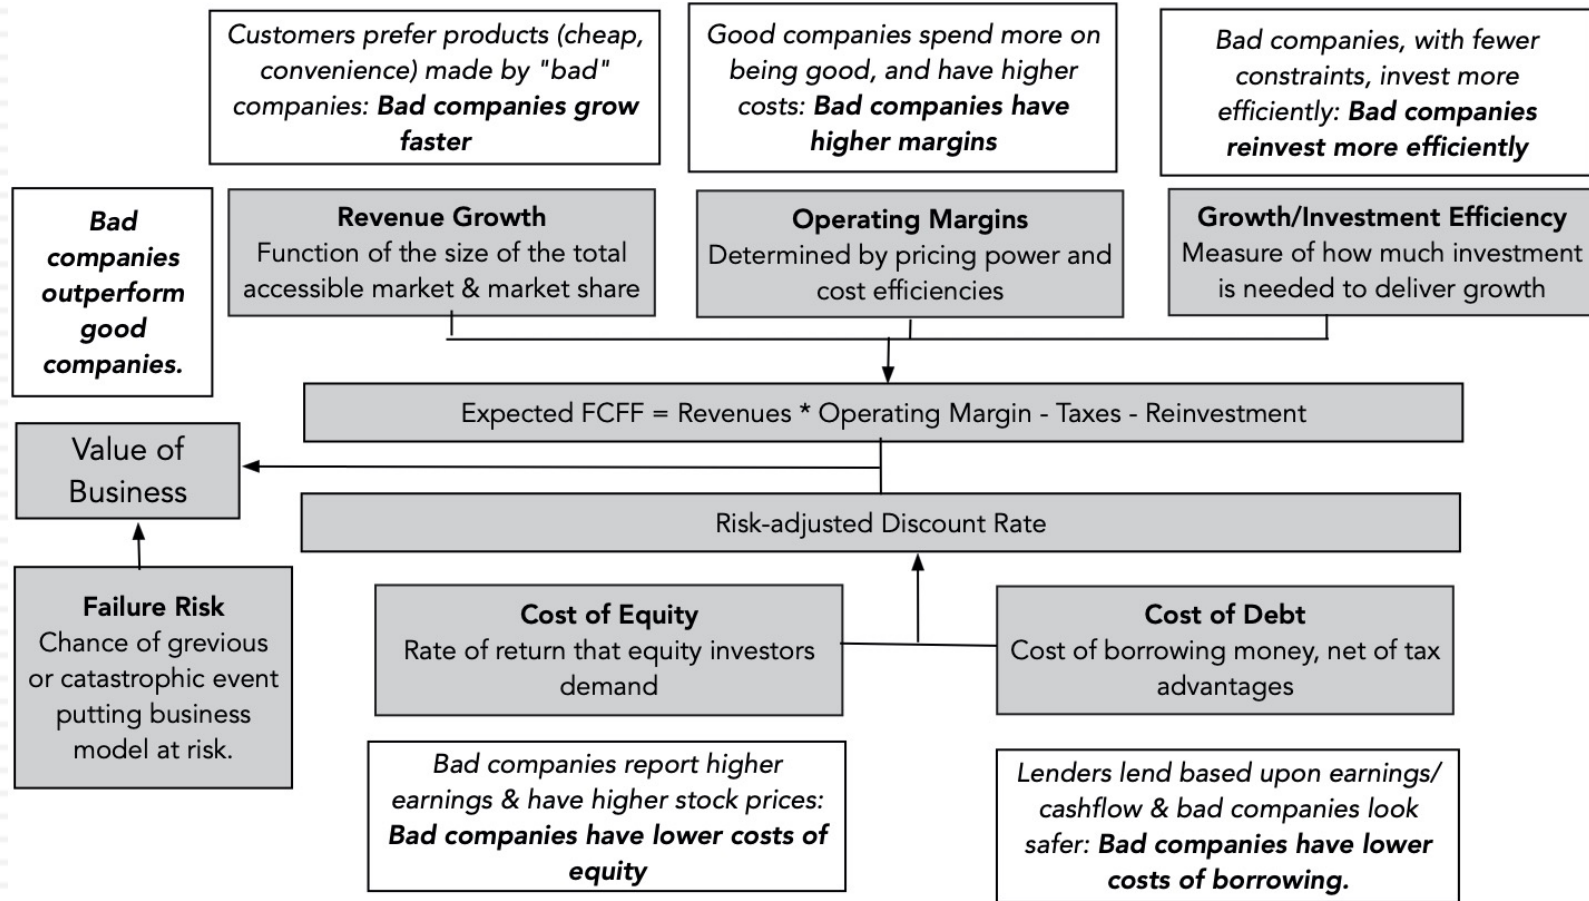 Customers prefer products (cheap,
convenience) made by "bad"
companies: Bad companies grow
faster
Good companies spend more on
being good, and have higher
costs: Bad companies have
higher margins
Bad companies, with fewer
constraints, invest more
efficiently: Bad companies
reinvest more efficiently
Bad
companies
outperform
good
companies.
Revenue Growth
Function of the size of the total
accessible market & market share
Operating Margins
Determined by pricing power and
cost efficiencies
Growth/Investment Efficiency
Measure of how much investment
is needed to deliver growth
Expected FCFF = Revenues * Operating Margin - Taxes - Reinvestment
Value of
Business
Risk-adjusted Discount Rate
Failure Risk
Chance of grevious
or catastrophic event
putting business
model at risk.
Cost of Equity
Rate of return that equity investors
demand
Cost of Debt
Cost of borrowing money, net of tax
advantages
Bad companies report higher
earnings & have higher stock prices:
Bad companies have lower costs of
equity
Lenders lend based upon earnings/
cashflow & bad companies look
safer: Bad companies have lower
costs of borrowing.